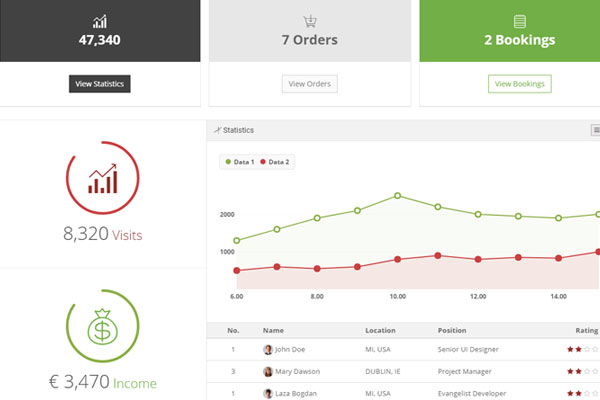 47,340
7 Orders
2 Bookings
View Statistics
View Orders
View Bookings
Statistics
Data 1 Data 2
8,320 Visits
2000
1000
6.00 8.00 10.00 12.00 14.00
€ 3,470 Income
No. Name Location Position Rating
1 John Doe MI, USA Senior UI Designer
3 Mary Dawson DUBLIN, IE Project Manager
1 Laza Bogdan MI, USA Evangelist Developer